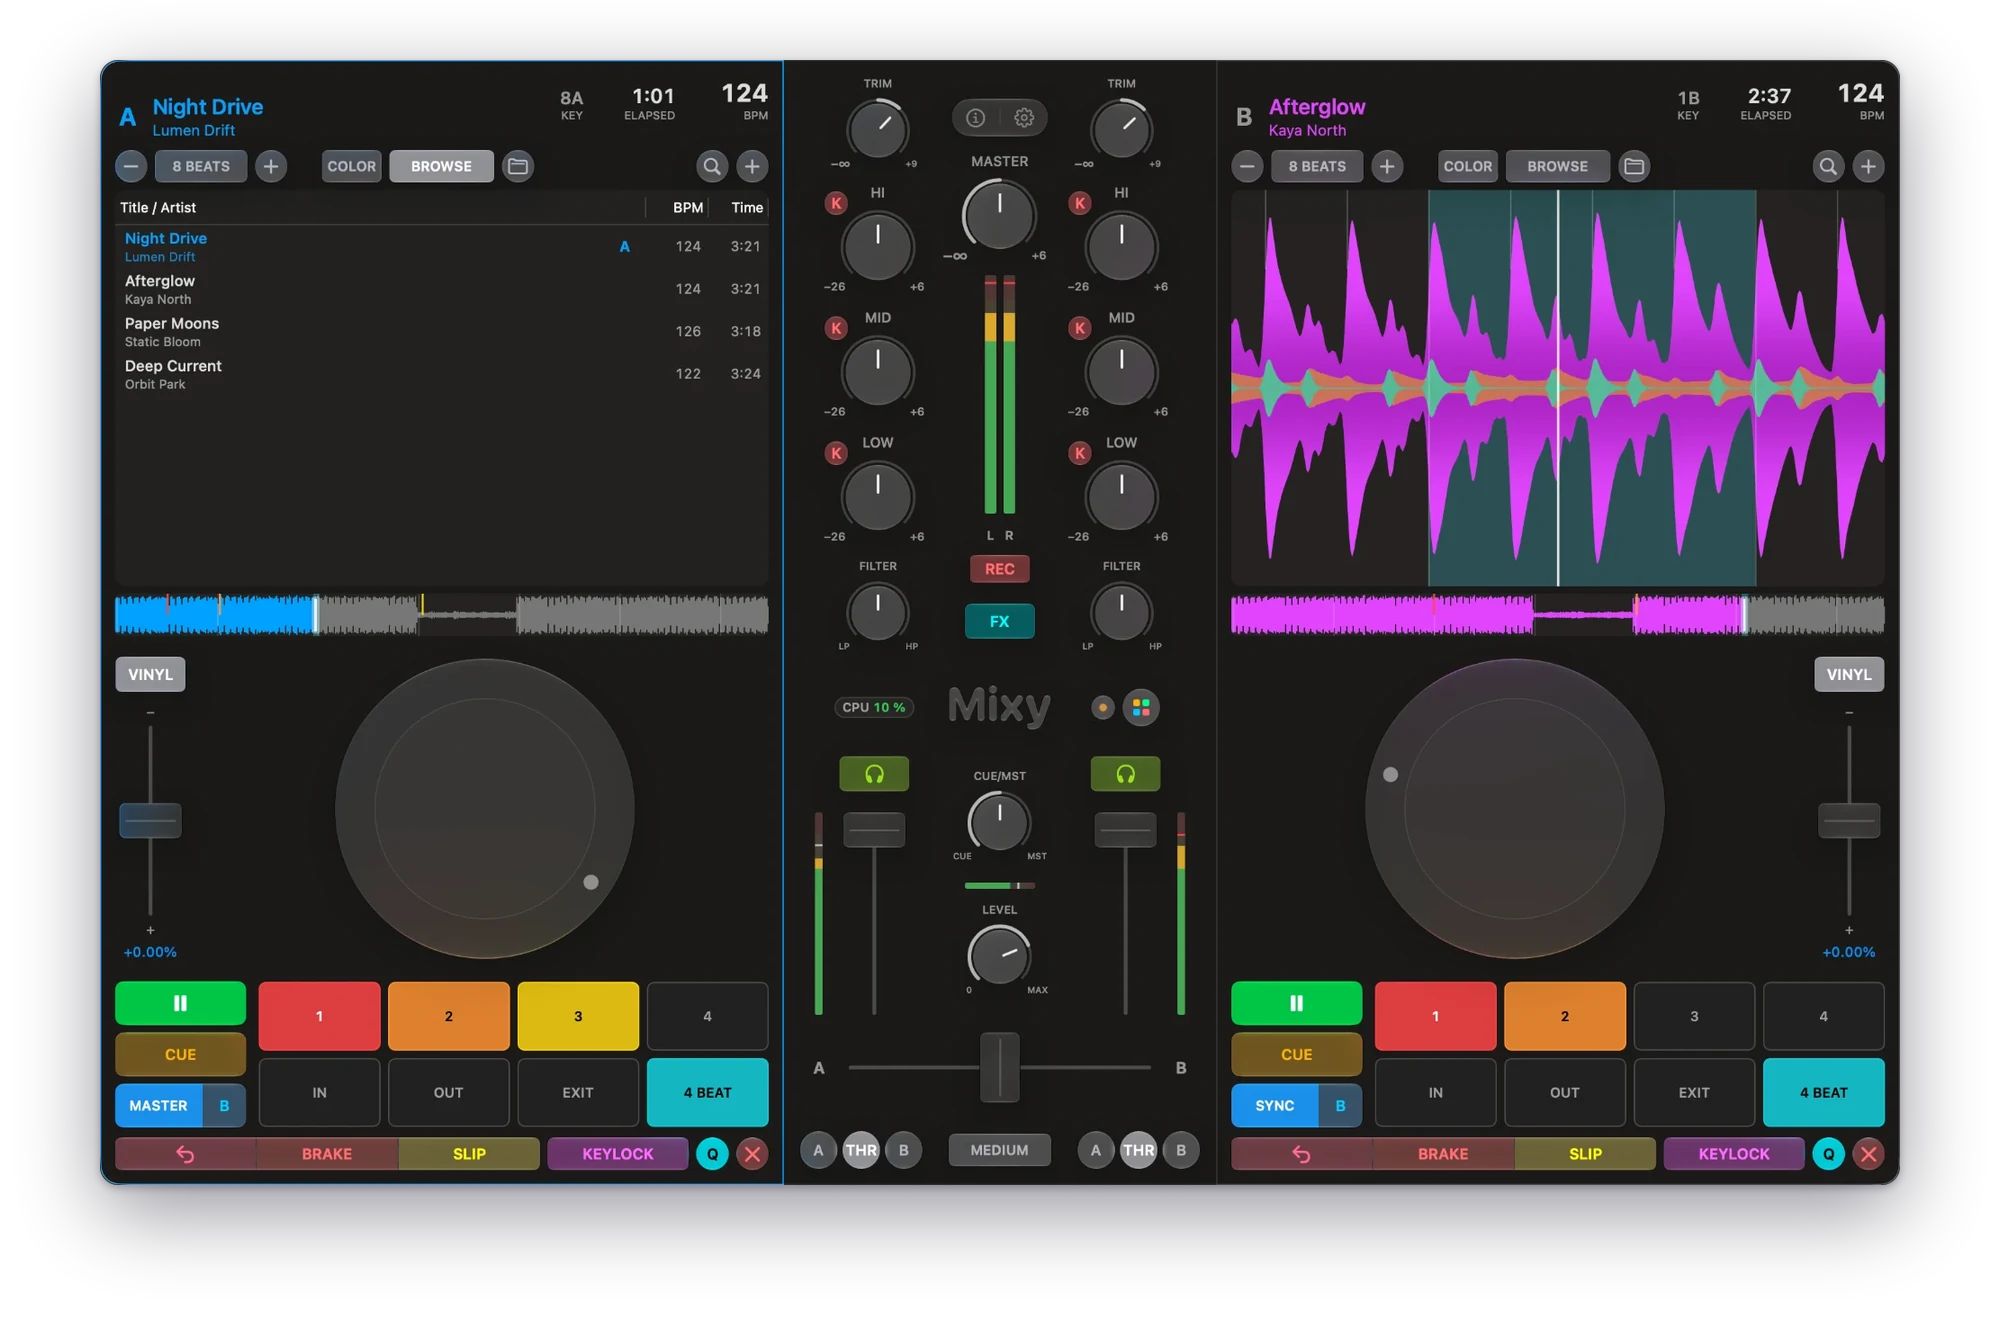 A
Night Drive
Lumen Drift
8A
KEY
1:01
ELAPSED
124
BPM
8 BEATS
COLOR
BROWSE
Title / Artist BPM Time
Night Drive A 124 3:21
Lumen Drift
Afterglow 124 3:21
Kaya North
Paper Moons 126 3:18
Static Bloom
Deep Current 122 3:24
Orbit Park
VINYL
−
+
+0.00%
1 2 3 4
CUE
IN OUT EXIT 4 BEAT
MASTER B
BRAKE SLIP KEYLOCK Q
TRIM
−∞ +9
K HI
−26 +6
K MID
−26 +6
K LOW
−26 +6
FILTER
LP HP
MASTER
−∞ +6
L R
REC
FX
TRIM
−∞ +9
K HI
−26 +6
K MID
−26 +6
K LOW
−26 +6
FILTER
LP HP
CPU 10 %
Mixy
CUE/MST
CUE MST
LEVEL
0 MAX
A B
A THR B
MEDIUM
A THR B
B
Afterglow
Kaya North
1B
KEY
2:37
ELAPSED
124
BPM
8 BEATS
COLOR
BROWSE
VINYL
−
+
+0.00%
1 2 3 4
CUE
IN OUT EXIT 4 BEAT
SYNC B
BRAKE SLIP KEYLOCK Q